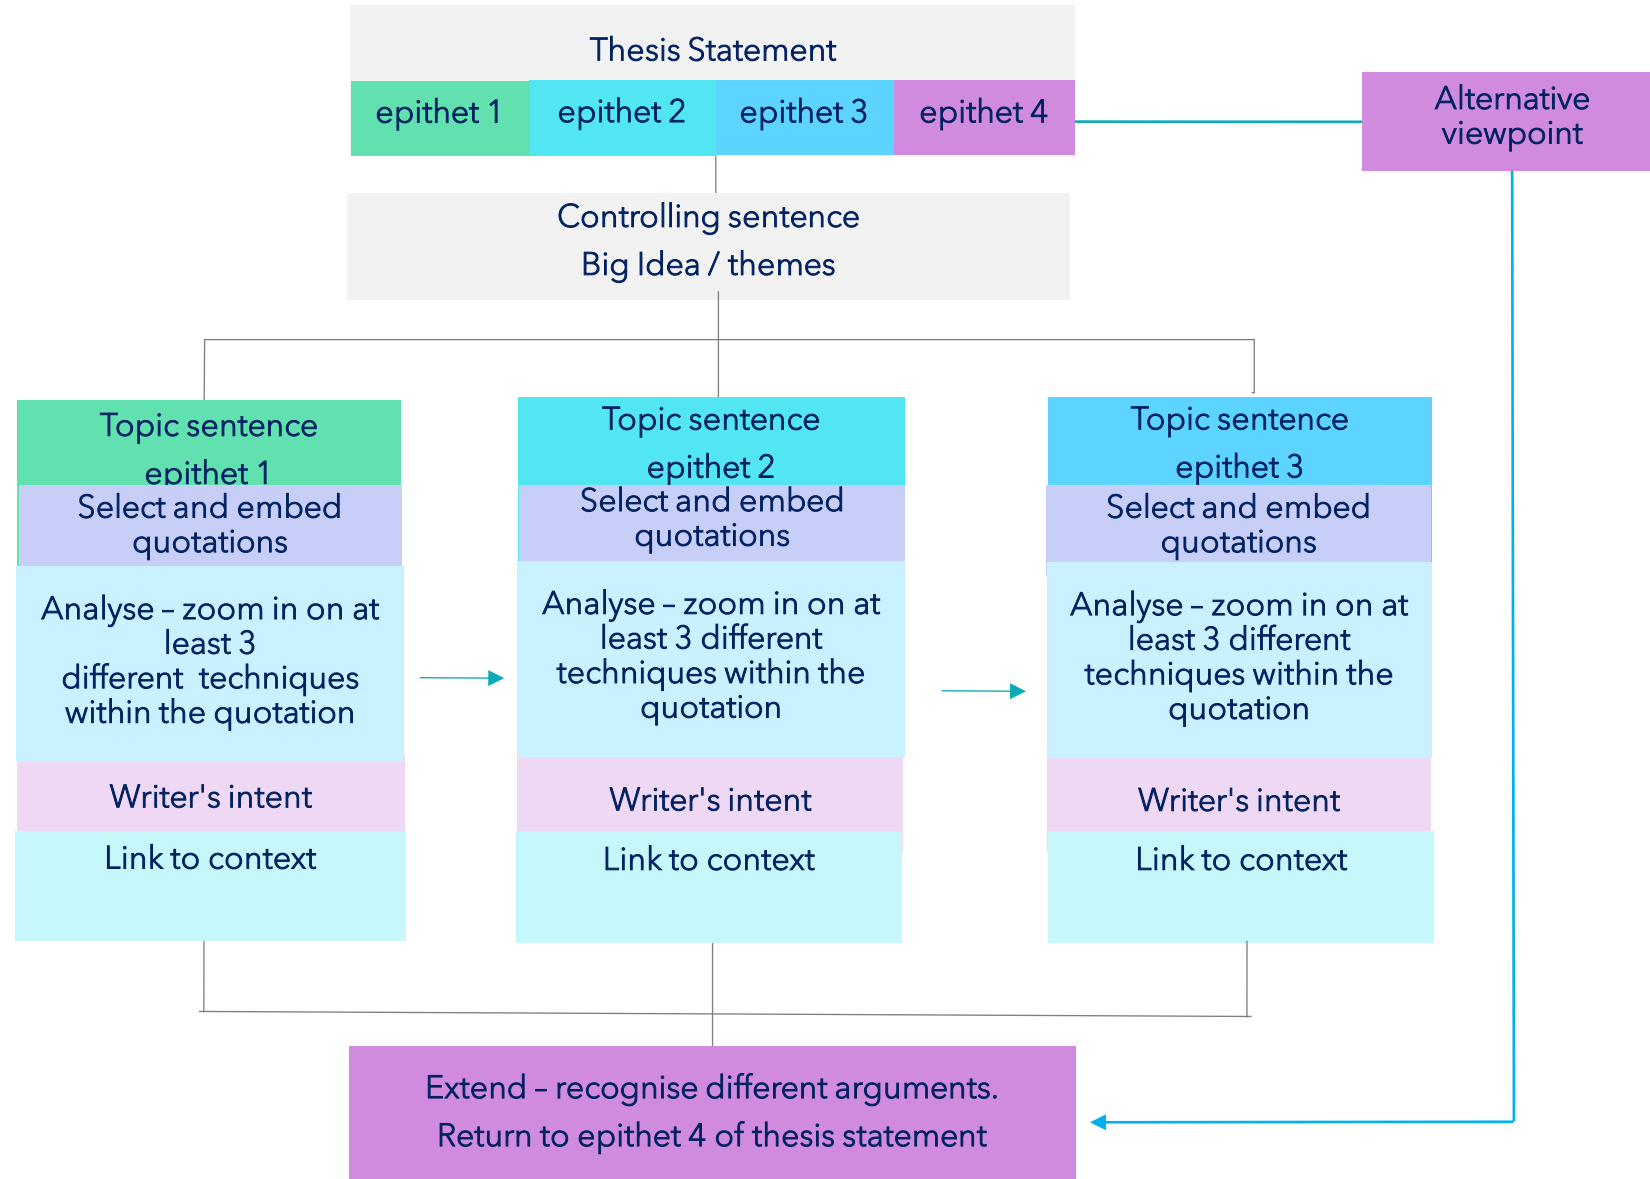 Thesis Statement
epithet 1
epithet 2
epithet 3
epithet 4
Alternative
viewpoint
Controlling sentence
Big Idea / themes
Topic sentence
epithet 1
Select and embed
quotations
Analyse – zoom in on at
least 3
different  techniques
within the quotation
Writer's intent
Link to context
Topic sentence
epithet 2
Select and embed
quotations
Analyse – zoom in on at
least 3 different
techniques within the
quotation
Writer's intent
Link to context
Topic sentence
epithet 3
Select and embed
quotations
Analyse – zoom in on at
least 3 different
techniques within the
quotation
Writer's intent
Link to context
Extend – recognise different arguments.
Return to epithet 4 of thesis statement